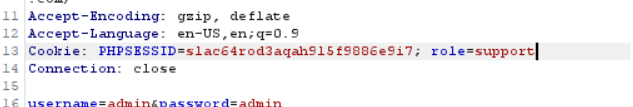 11 Accept-Encoding: gzip, deflate
12 Accept-Language: en-US,en;q=0.9
13 Cookie: PHPSESSID=slac64rod3aqah915f9886e9i7; role=support
14 Connection: close
15
16 username=admin&password=admin